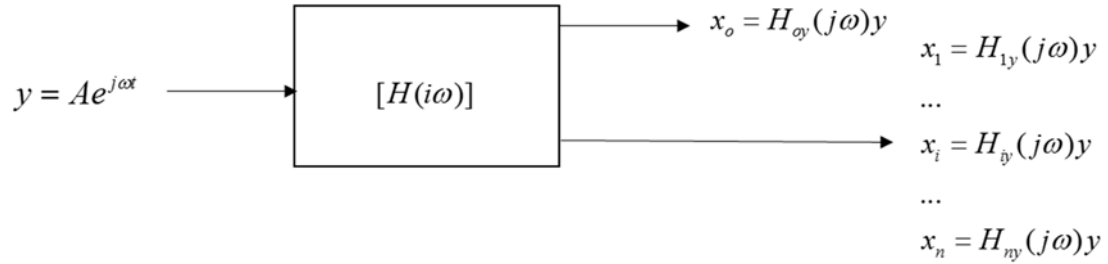 y = Ae^{jωt}
[H(iω)]
x_o = H_{oy}(jω)y
x_1 = H_{1y}(jω)y
...
x_i = H_{iy}(jω)y
...
x_n = H_{ny}(jω)y